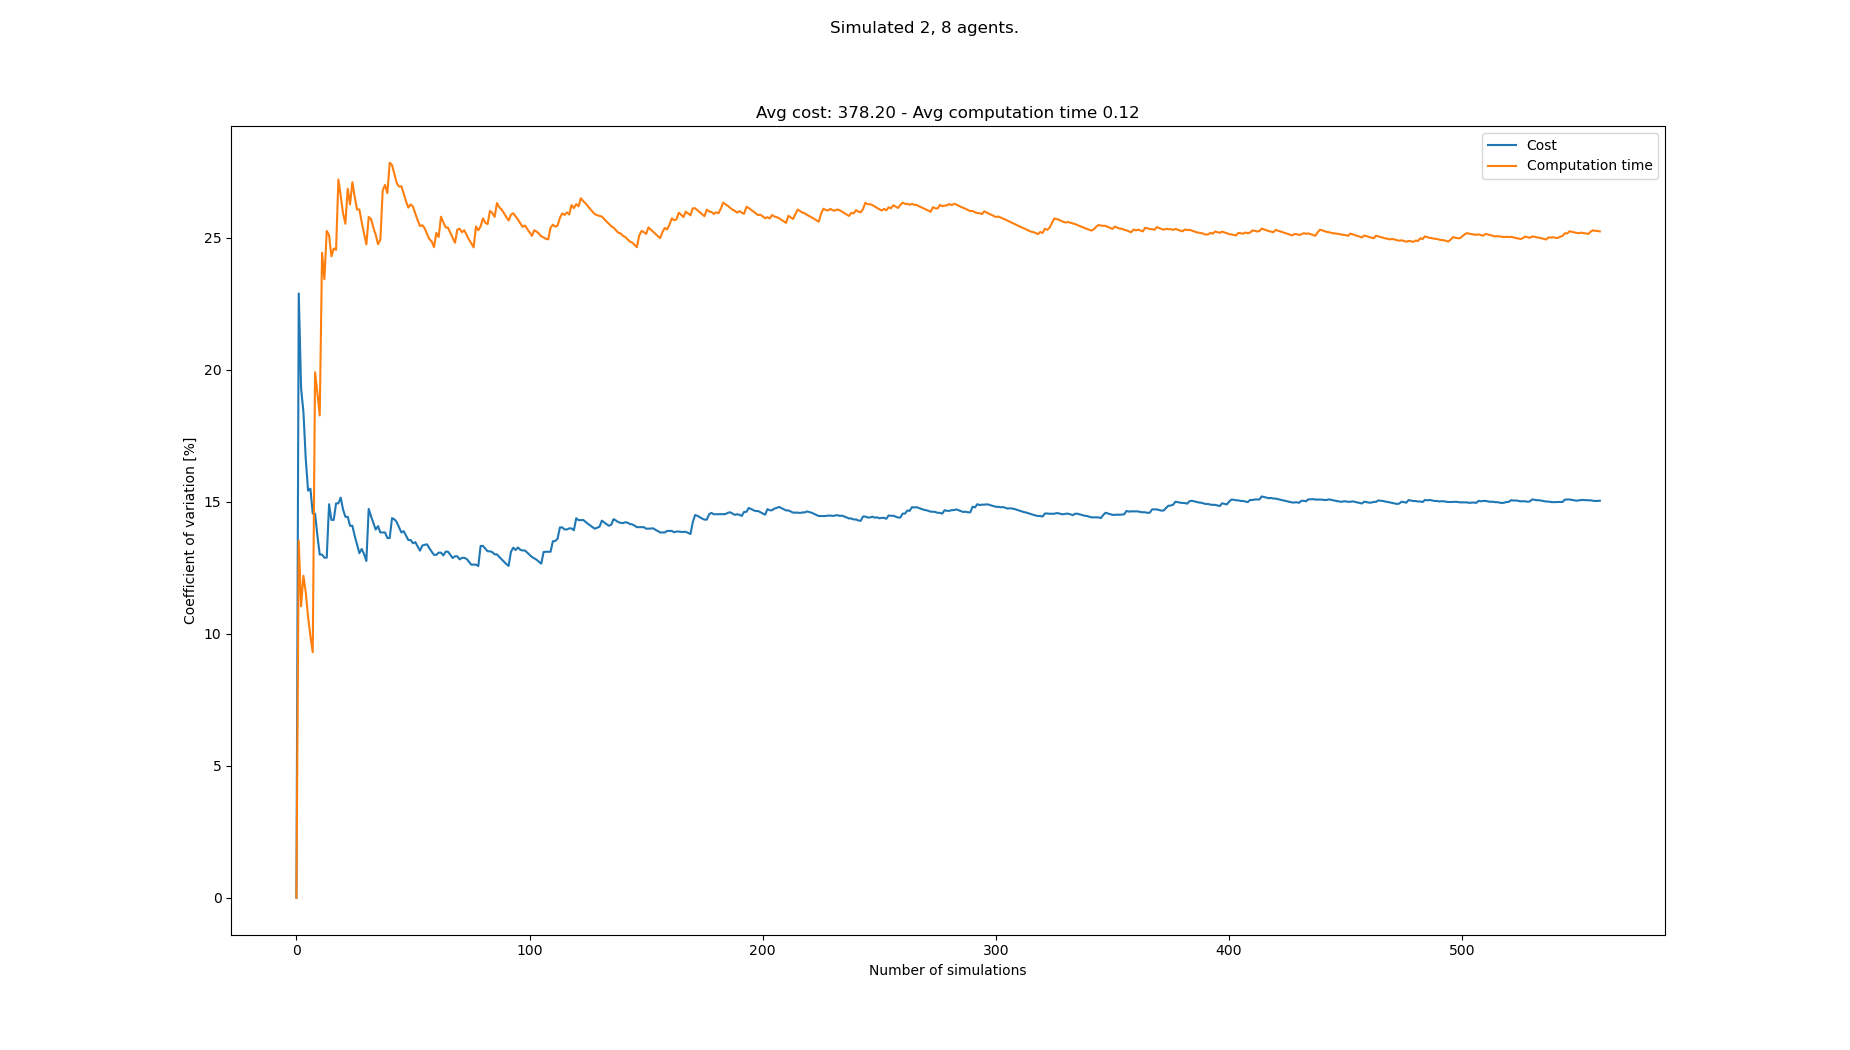 Simulated 2, 8 agents.
Avg cost: 378.20 - Avg computation time 0.12
Cost
Computation time
Coefficient of variation [%]
25
20
15
10
5
0
0 100 200 300 400 500
Number of simulations